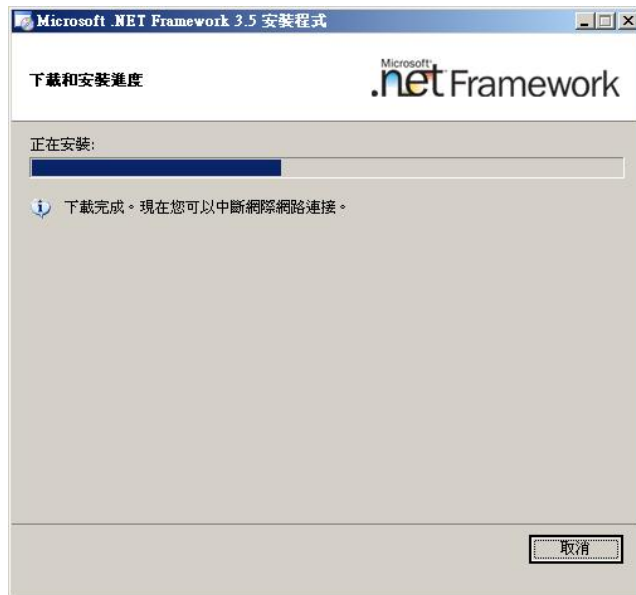 Microsoft .NET Framework 3.5 安裝程式
下載和安裝進度
Microsoft
.net Framework
正在安裝:
下載完成。現在您可以中斷網際網路連接。
取消